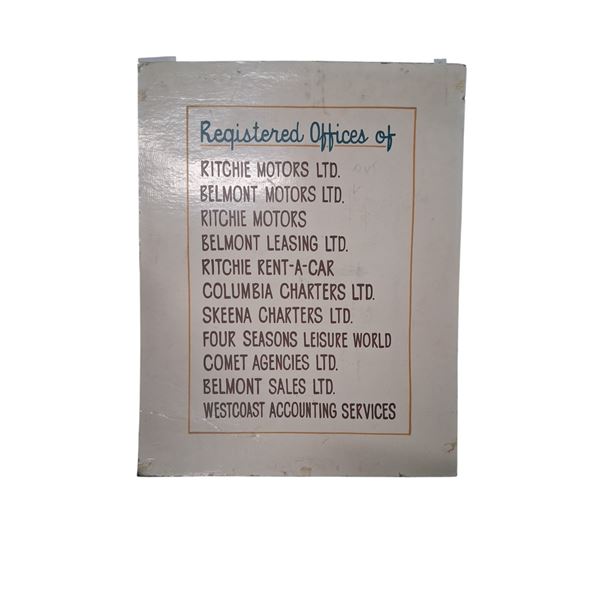 Registered Offices of
RITCHIE MOTORS LTD.
BELMONT MOTORS LTD.
RITCHIE MOTORS
BELMONT LEASING LTD.
RITCHIE RENT-A-CAR
COLUMBIA CHARTERS LTD.
SKEENA CHARTERS LTD.
FOUR SEASONS LEISURE WORLD
COMET AGENCIES LTD.
BELMONT SALES LTD.
WESTCOAST ACCOUNTING SERVICES